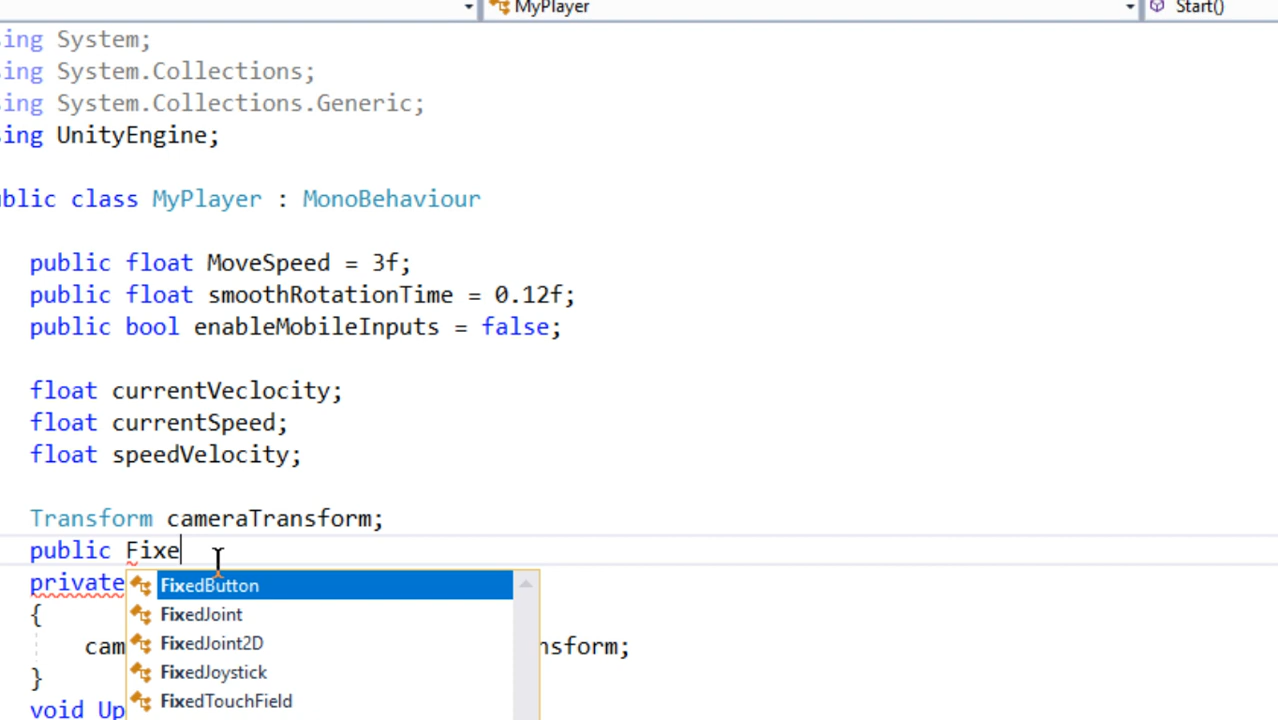 MyPlayer Start()
ing System;
ing System.Collections;
ing System.Collections.Generic;
ing UnityEngine;
ublic class MyPlayer : MonoBehaviour
public float MoveSpeed = 3f;
public float smoothRotationTime = 0.12f;
public bool enableMobileInputs = false;
float currentVeclocity;
float currentSpeed;
float speedVelocity;
Transform cameraTransform;
public Fixe
private
FixedButton
{
FixedJoint
cam
FixedJoint2D
nsform;
}
FixedJoystick
void Up
FixedTouchField